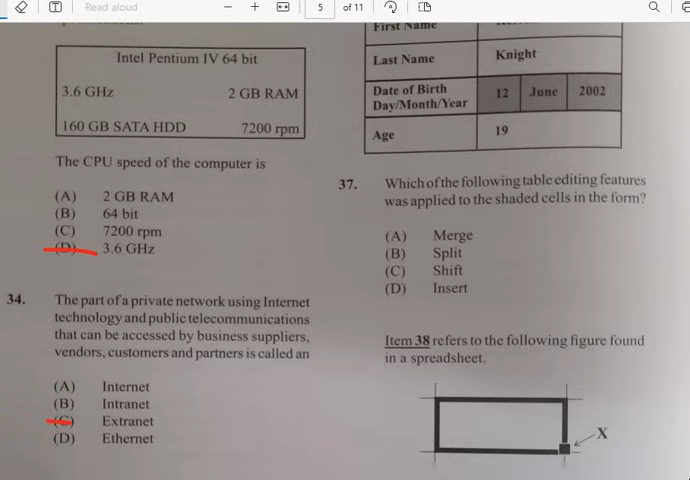 Read aloud
5
of 11
First Name
Intel Pentium IV 64 bit
3.6 GHz 2 GB RAM
160 GB SATA HDD 7200 rpm
The CPU speed of the computer is
(A) 2 GB RAM
(B) 64 bit
(C) 7200 rpm
(D) 3.6 GHz
34. The part of a private network using Internet
technology and public telecommunications
that can be accessed by business suppliers,
vendors, customers and partners is called an
(A) Internet
(B) Intranet
(C) Extranet
(D) Ethernet
Last Name Knight
Date of Birth
Day/Month/Year 12 June 2002
Age 19
37. Which of the following table editing features
was applied to the shaded cells in the form?
(A) Merge
(B) Split
(C) Shift
(D) Insert
Item 38 refers to the following figure found
in a spreadsheet.
X